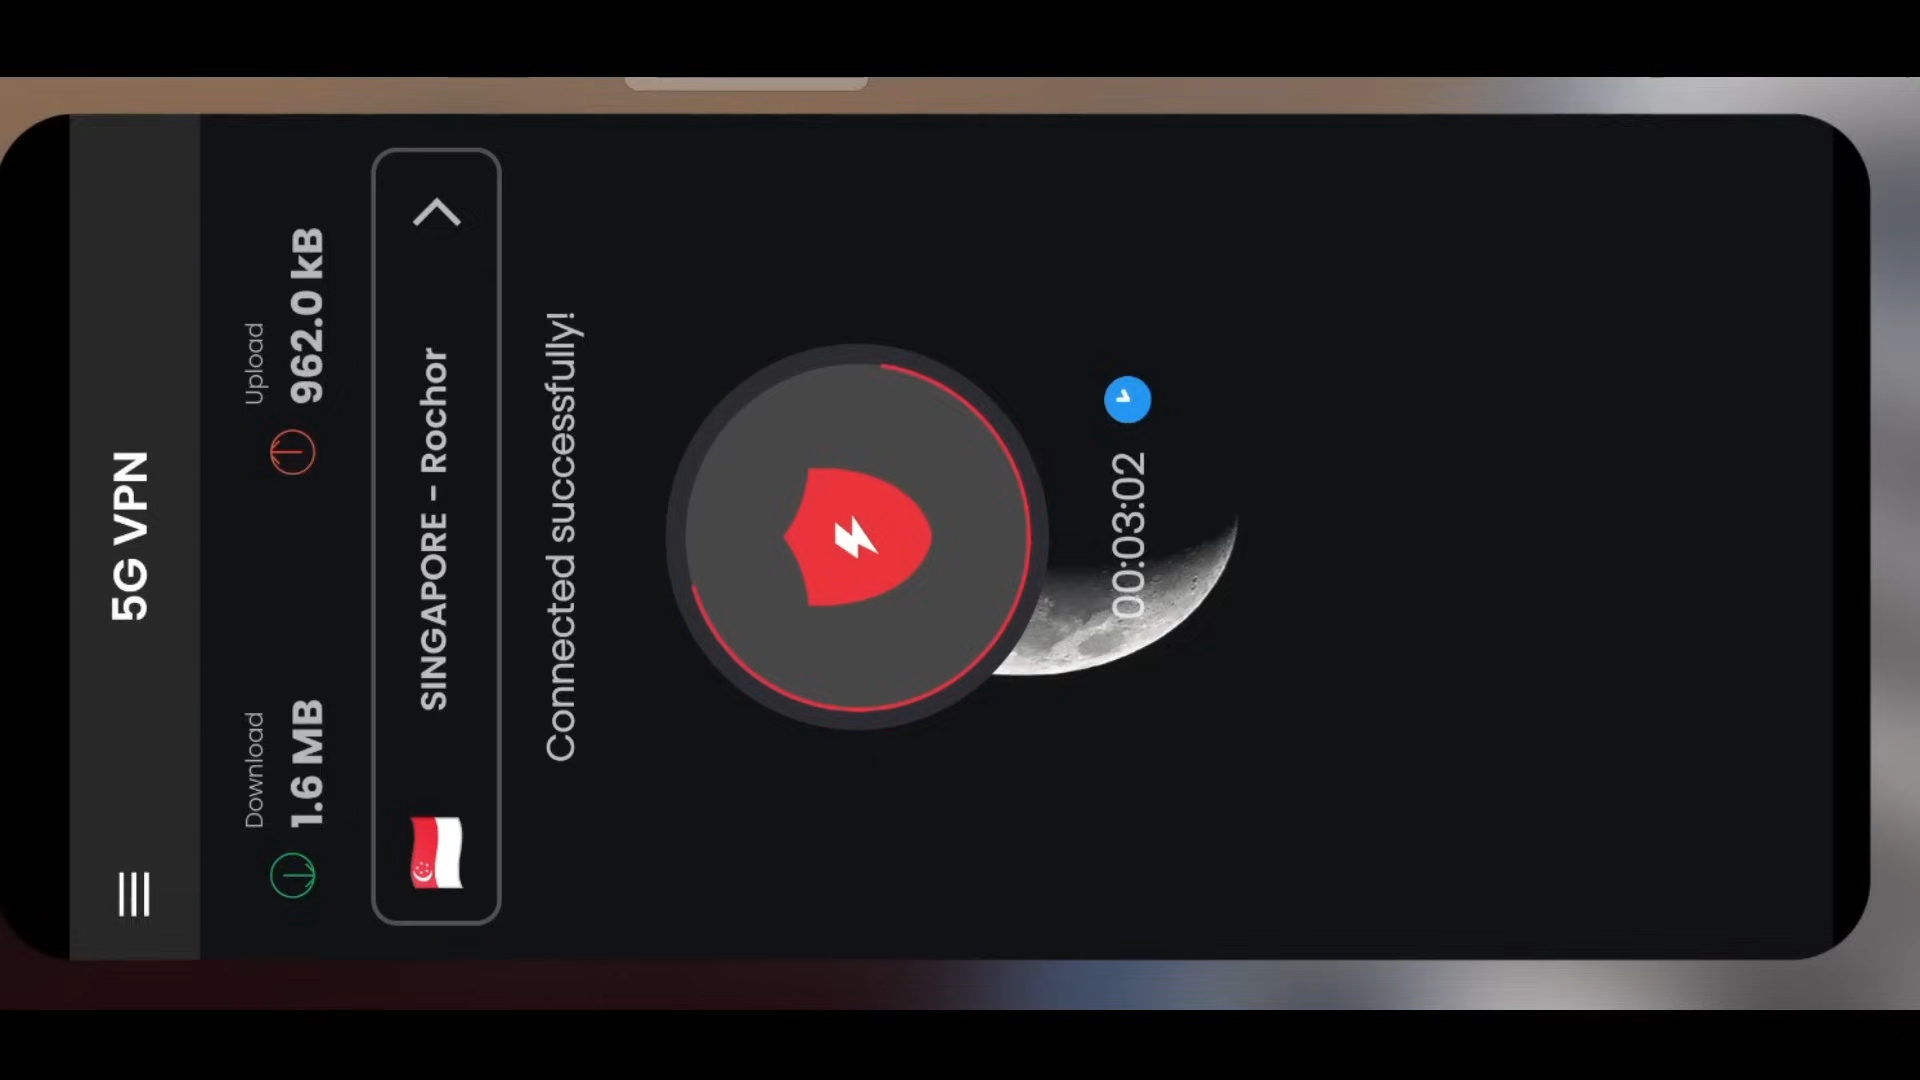 5G VPN
Download
1.6 MB
Upload
962.0 kB
SINGAPORE - Rochor
Connected successfully!
00:03:02